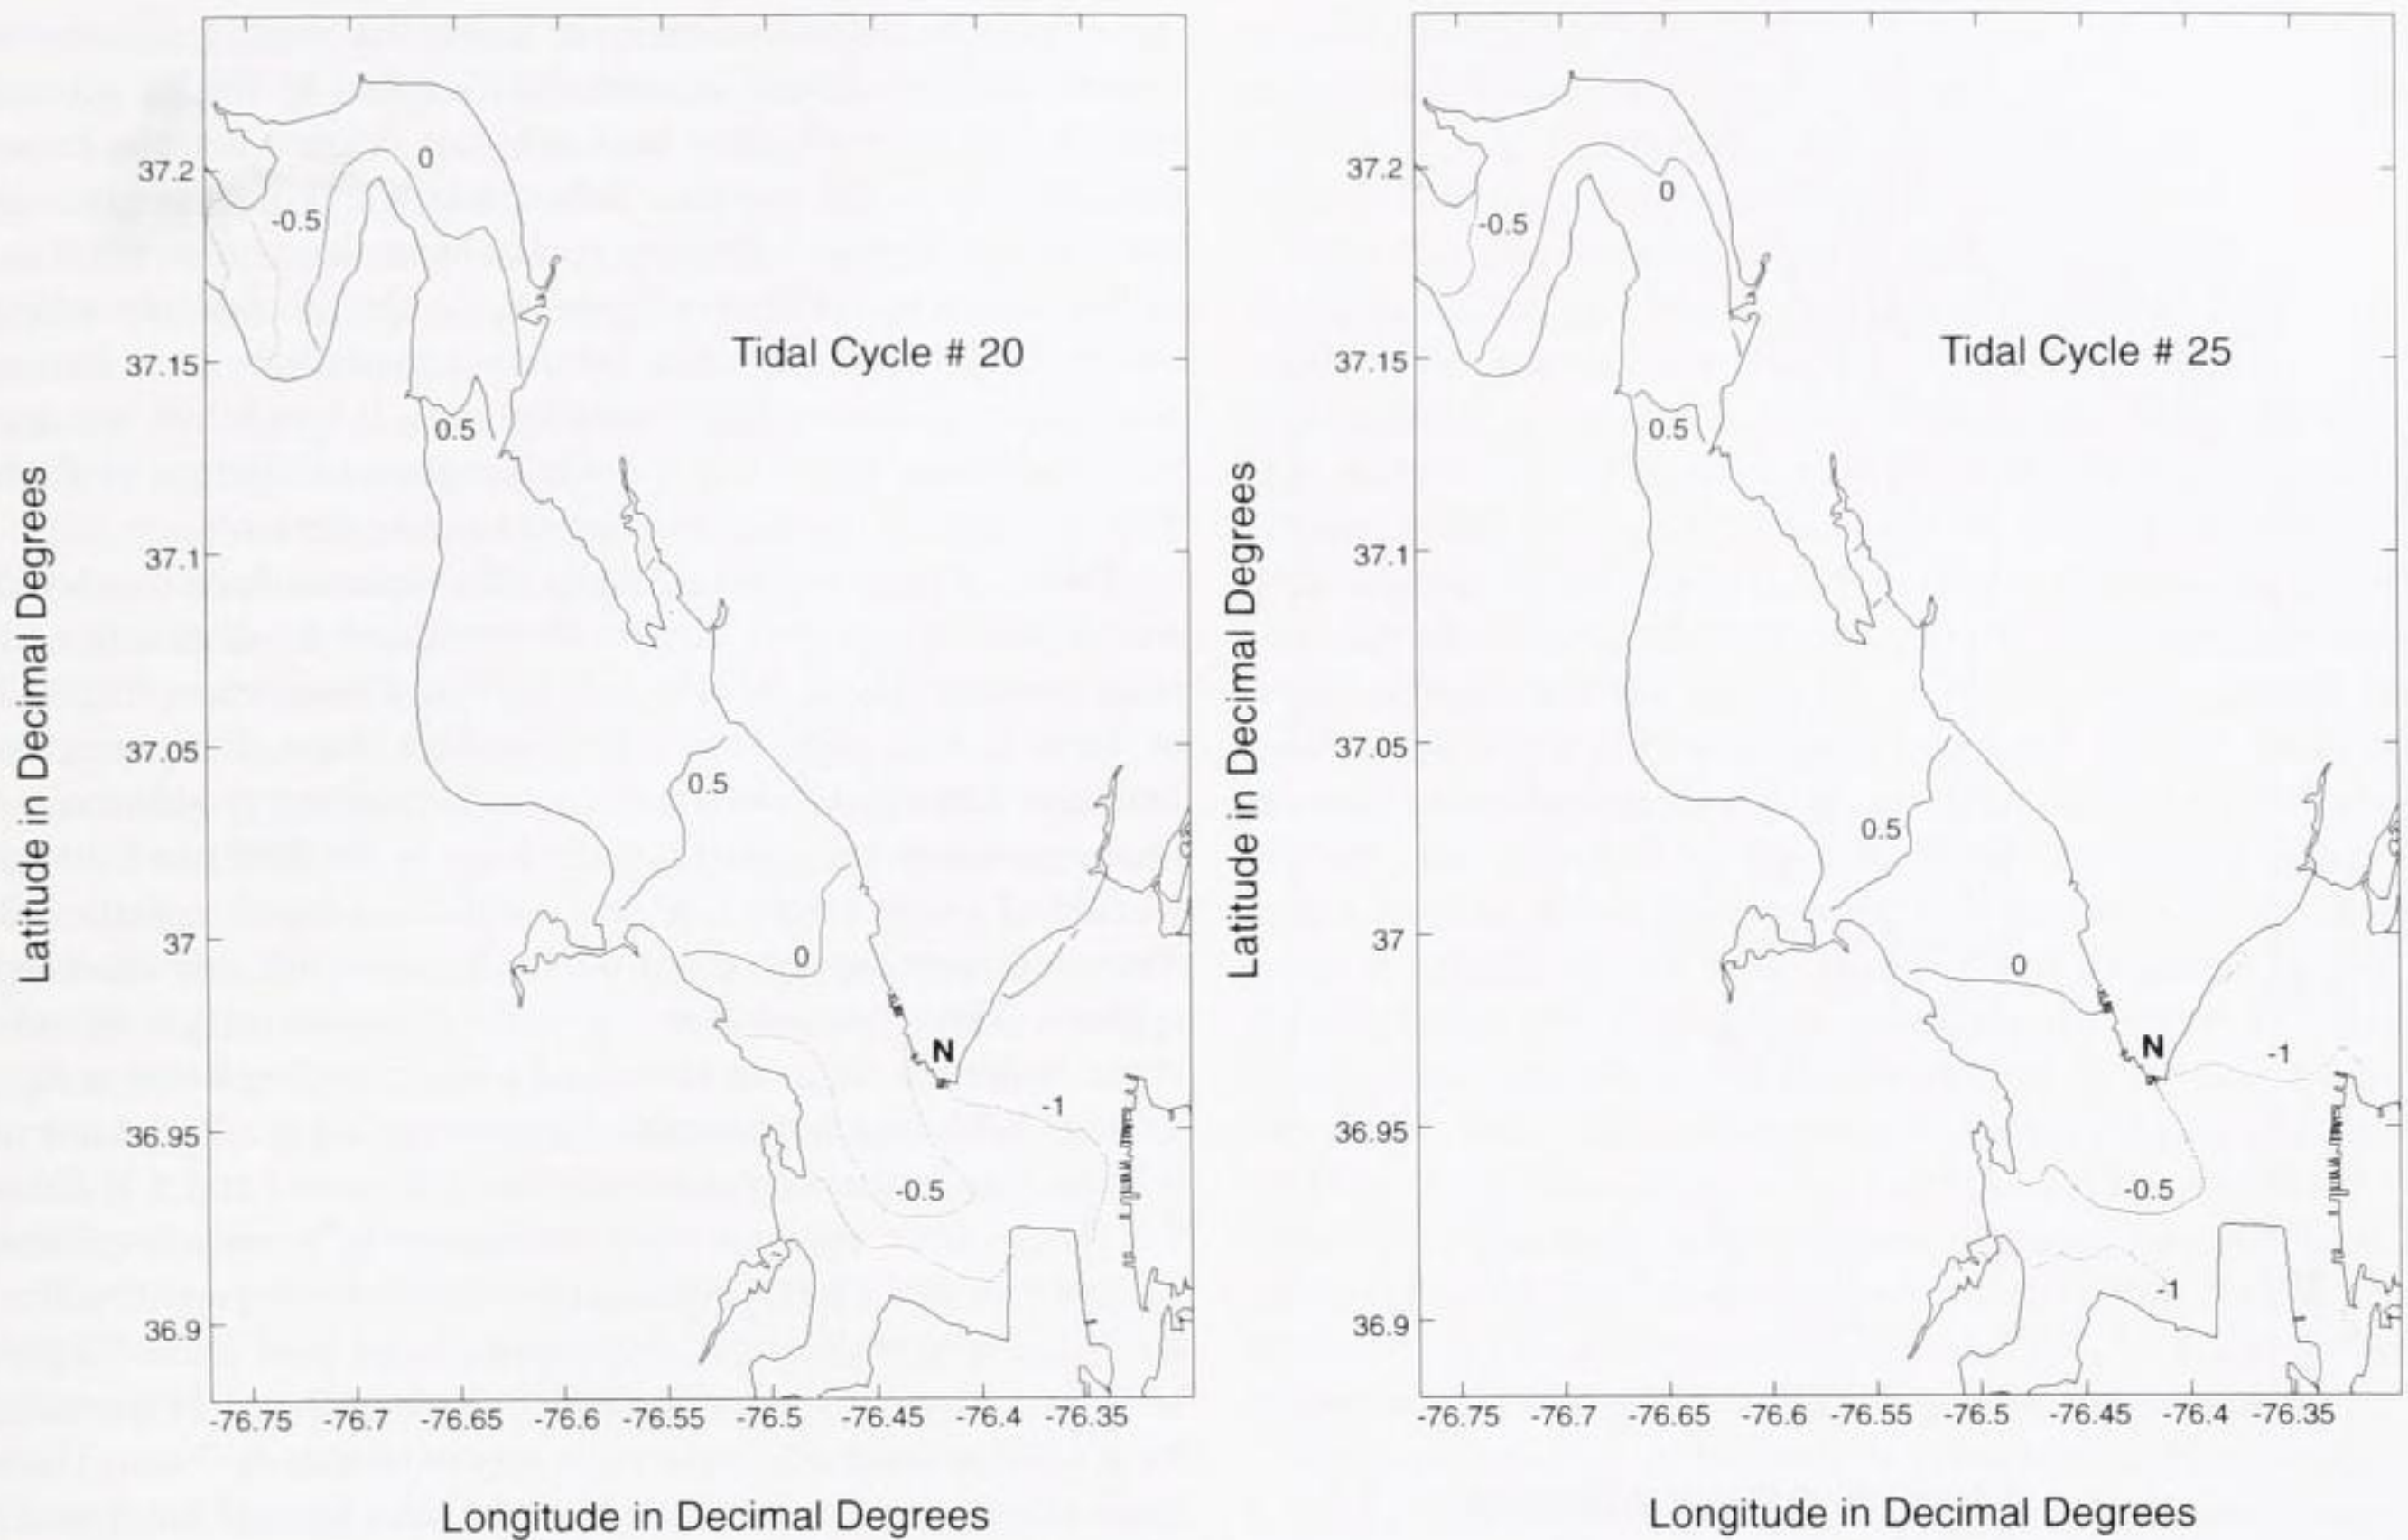 Tidal Cycle # 20
Latitude in Decimal Degrees
37.2
37.15
37.1
37.05
37
36.95
36.9
0
-0.5
0.5
0.5
0
N
-1
-0.5
-76.75 -76.7 -76.65 -76.6 -76.55 -76.5 -76.45 -76.4 -76.35
Longitude in Decimal Degrees
Tidal Cycle # 25
Latitude in Decimal Degrees
37.2
37.15
37.1
37.05
37
36.95
36.9
0
-0.5
0.5
0.5
0
N
-1
-0.5
-1
-76.75 -76.7 -76.65 -76.6 -76.55 -76.5 -76.45 -76.4 -76.35
Longitude in Decimal Degrees